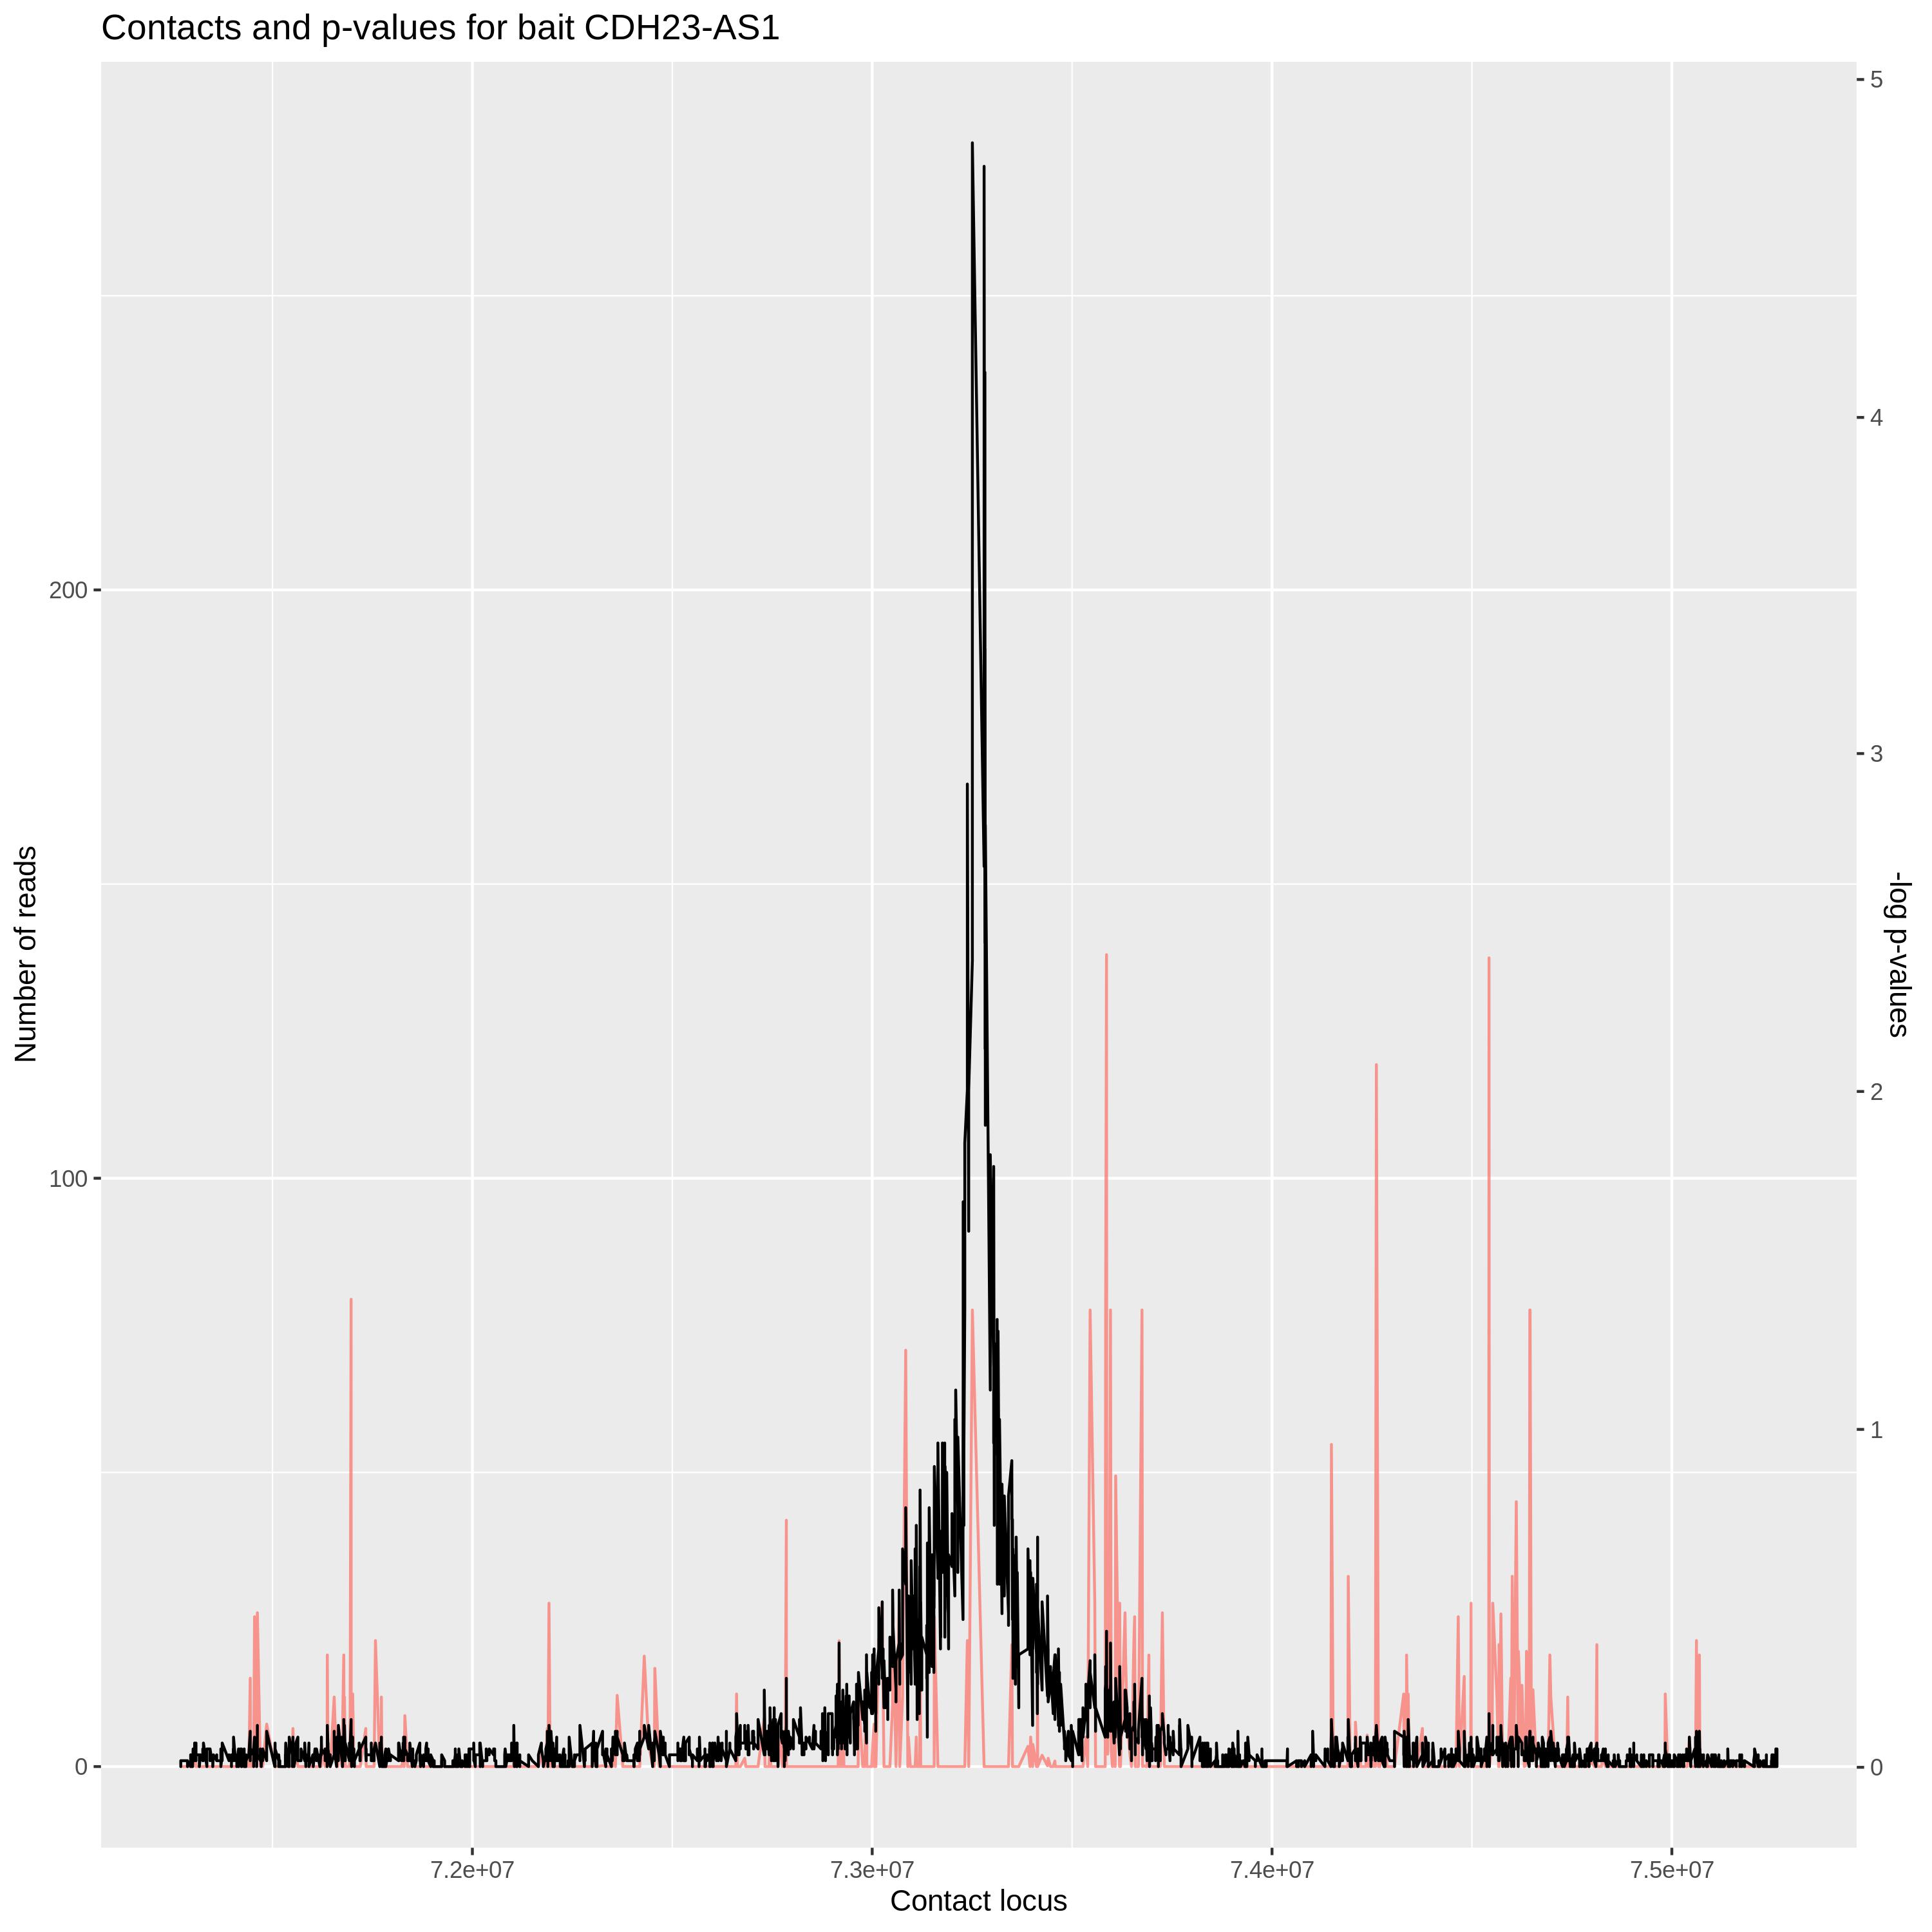 Contacts and p-values for bait CDH23-AS1
5
4
200
3
Number of reads
-log p-values
2
100
1
0
0
7.2e+07
7.3e+07
7.4e+07
7.5e+07
Contact locus